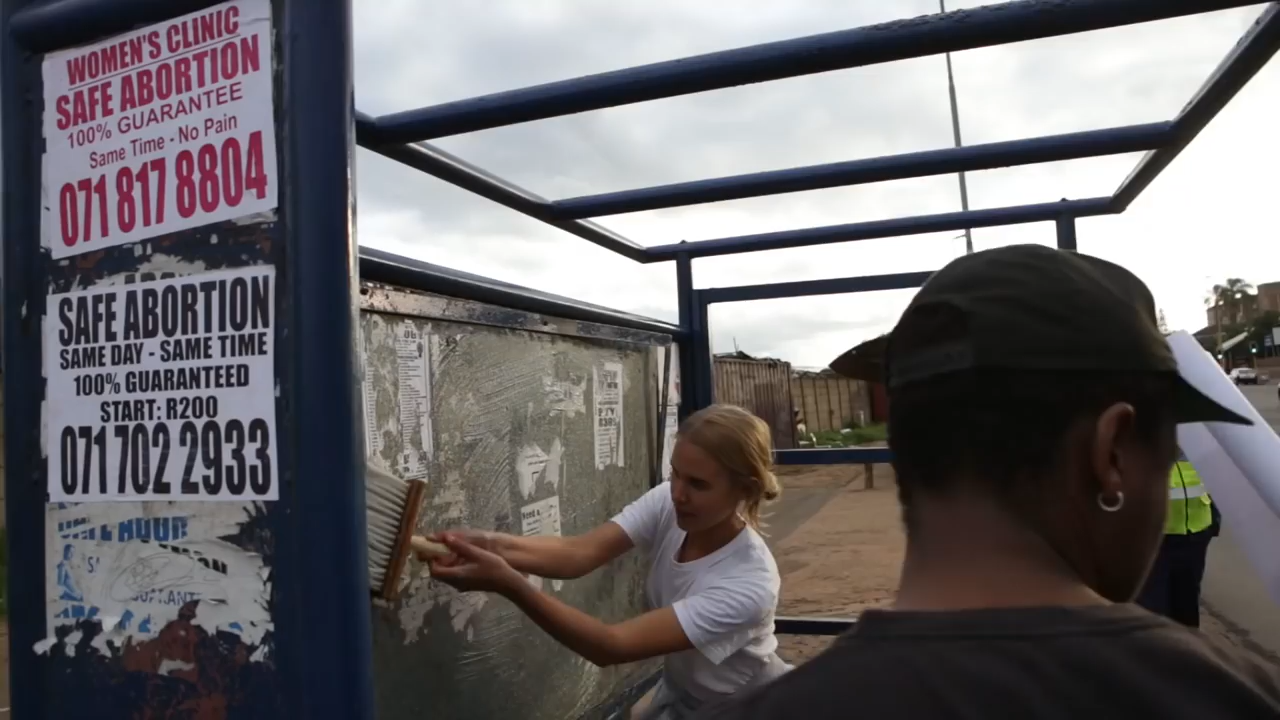 WOMEN'S CLINIC
SAFE ABORTION
100% GUARANTEE
Same Time - No Pain
071 817 8804
SAFE ABORTION
SAME DAY - SAME TIME
100% GUARANTEED
START: R200
071 702 2933